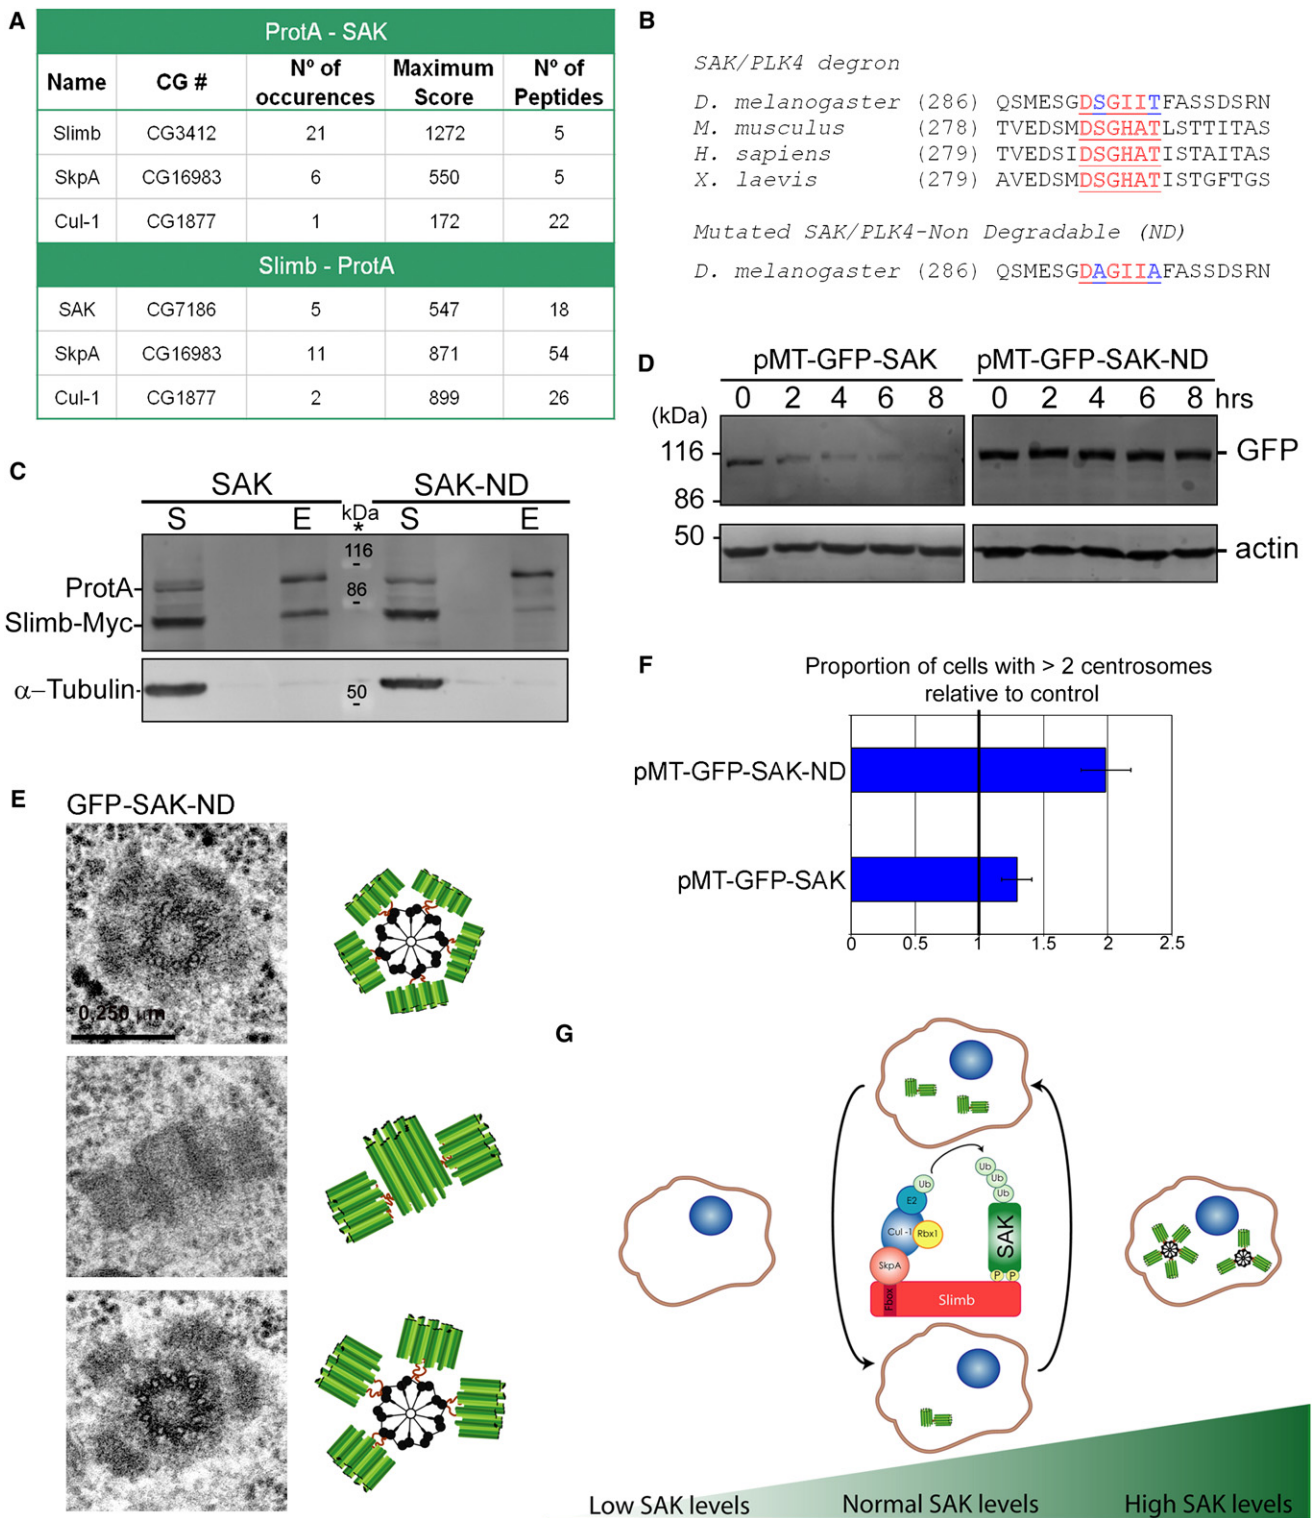 A
ProtA - SAK
Name CG # Nº of occurences Maximum Score Nº of Peptides
Slimb CG3412 21 1272 5
SkpA CG16983 6 550 5
Cul-1 CG1877 1 172 22
Slimb - ProtA
SAK CG7186 5 547 18
SkpA CG16983 11 871 54
Cul-1 CG1877 2 899 26
B
SAK/PLK4 degron
D. melanogaster (286) QSMESGDSGIITFASSDSRN
M. musculus (278) TVEDSMDSGHATLSTTITAS
H. sapiens (279) TVEDSIDSGHATISTAITAS
X. laevis (279) AVEDSMDSGHATISTGFTGS
Mutated SAK/PLK4-Non Degradable (ND)
D. melanogaster (286) QSMESGDAGIIAFASSDSRN
C
SAK SAK-ND
S E kDa S E
*
116
ProtA 86
Slimb-Myc
α-Tubulin 50
D
pMT-GFP-SAK pMT-GFP-SAK-ND
0 2 4 6 8 0 2 4 6 8 hrs
(kDa)
116 GFP
86
50 actin
E
GFP-SAK-ND
0,250 µm
F
Proportion of cells with > 2 centrosomes
relative to control
pMT-GFP-SAK-ND
pMT-GFP-SAK
0 0.5 1 1.5 2 2.5
G
Ub
Ub
Ub
Ub
E2
Cul -1
Rbx1
SAK
SkpA
P P
Fbox
Slimb
Low SAK levels Normal SAK levels High SAK levels